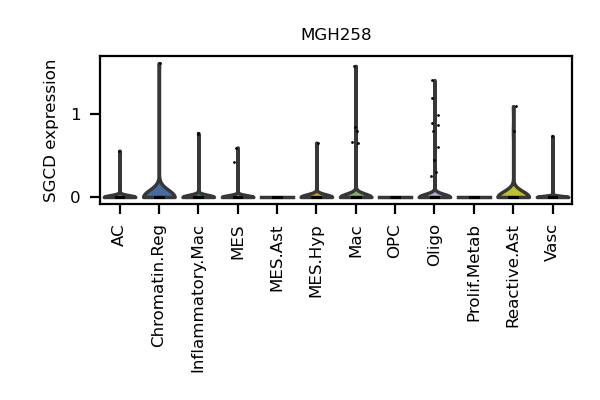 MGH258
SGCD expression
1
0
AC
Chromatin.Reg
Inflammatory.Mac
MES
MES.Ast
MES.Hyp
Mac
OPC
Oligo
Prolif.Metab
Reactive.Ast
Vasc